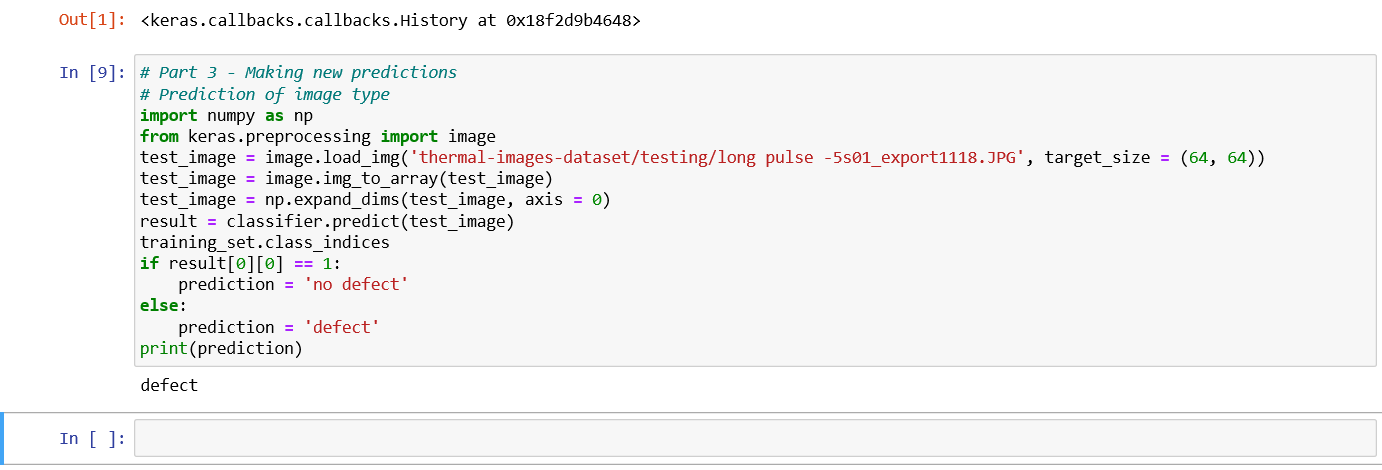 Out[1]: <keras.callbacks.callbacks.History at 0x18f2d9b4648>
In [9]: # Part 3 - Making new predictions
# Prediction of image type
import numpy as np
from keras.preprocessing import image
test_image = image.load_img('thermal-images-dataset/testing/long pulse -5s01_export1118.JPG', target_size = (64, 64))
test_image = image.img_to_array(test_image)
test_image = np.expand_dims(test_image, axis = 0)
result = classifier.predict(test_image)
training_set.class_indices
if result[0][0] == 1:
    prediction = 'no defect'
else:
    prediction = 'defect'
print(prediction)
defect
In [ ]: